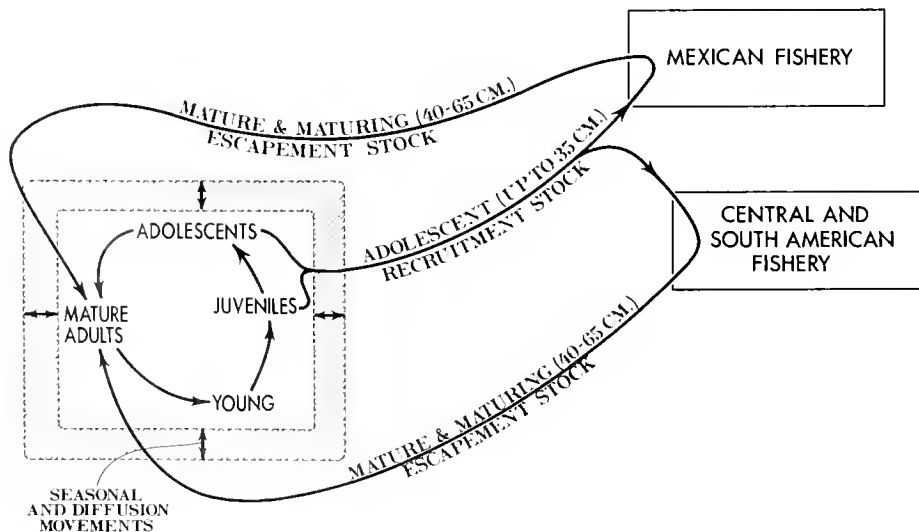 MEXICAN FISHERY
MATURE & MATURING (40-65 CM.)
ESCAPEMENT STOCK
ADOLESCENT (UP TO 35 CM.)
RECRUITMENT STOCK
CENTRAL AND
SOUTH AMERICAN
FISHERY
ADOLESCENTS
JUVENILES
MATURE
ADULTS
YOUNG
MATURE & MATURING (40-65 CM.)
ESCAPEMENT STOCK
SEASONAL
AND DIFFUSION
MOVEMENTS